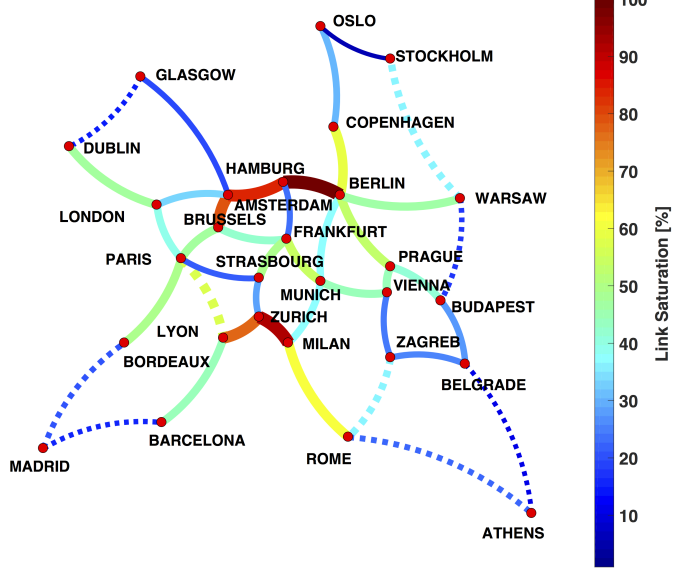 OSLO
100
STOCKHOLM
GLASGOW
90
80
COPENHAGEN
DUBLIN
70
HAMBURG
BERLIN
WARSAW
AMSTERDAM
LONDON
BRUSSELS
60
FRANKFURT
PARIS
STRASBOURG
PRAGUE
50
VIENNA
MUNICH
BUDAPEST
ZURICH
LYON
MILAN
ZAGREB
40
BORDEAUX
BELGRADE
30
BARCELONA
ROME
MADRID
20
10
ATHENS
Link Saturation [%]